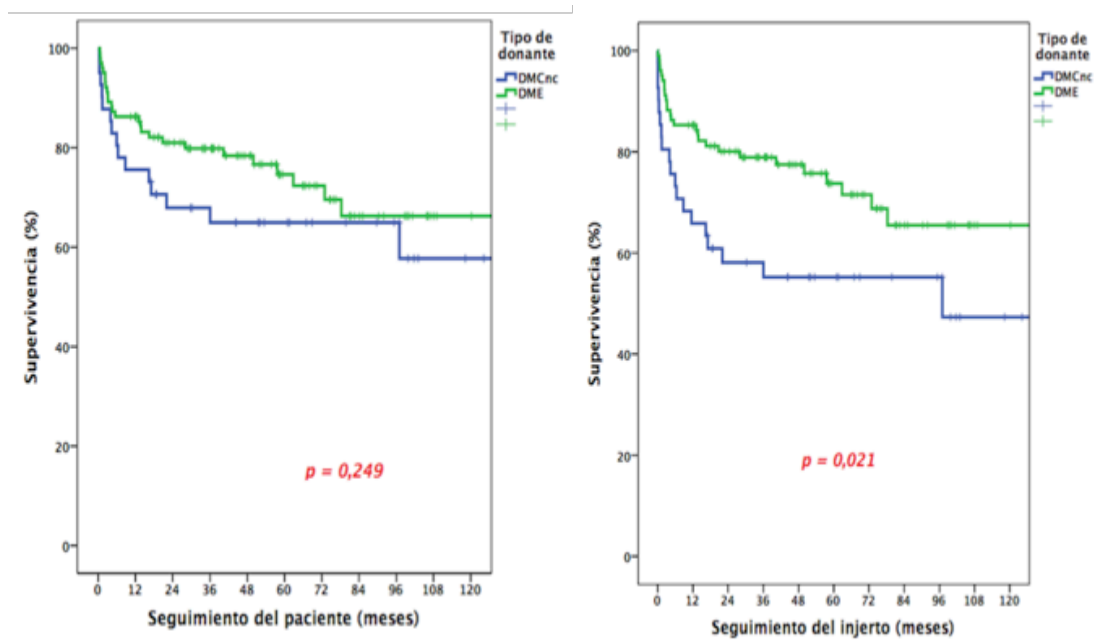 Tipo de
donante
DMCnc
DME
100
80
60
40
20
0
Supervivencia (%)
p = 0,249
0 12 24 36 48 60 72 84 96 108 120
Seguimiento del paciente (meses)
Tipo de
donante
DMCnc
DME
100
80
60
40
20
0
Supervivencia (%)
p = 0,021
0 12 24 36 48 60 72 84 96 108 120
Seguimiento del injerto (meses)